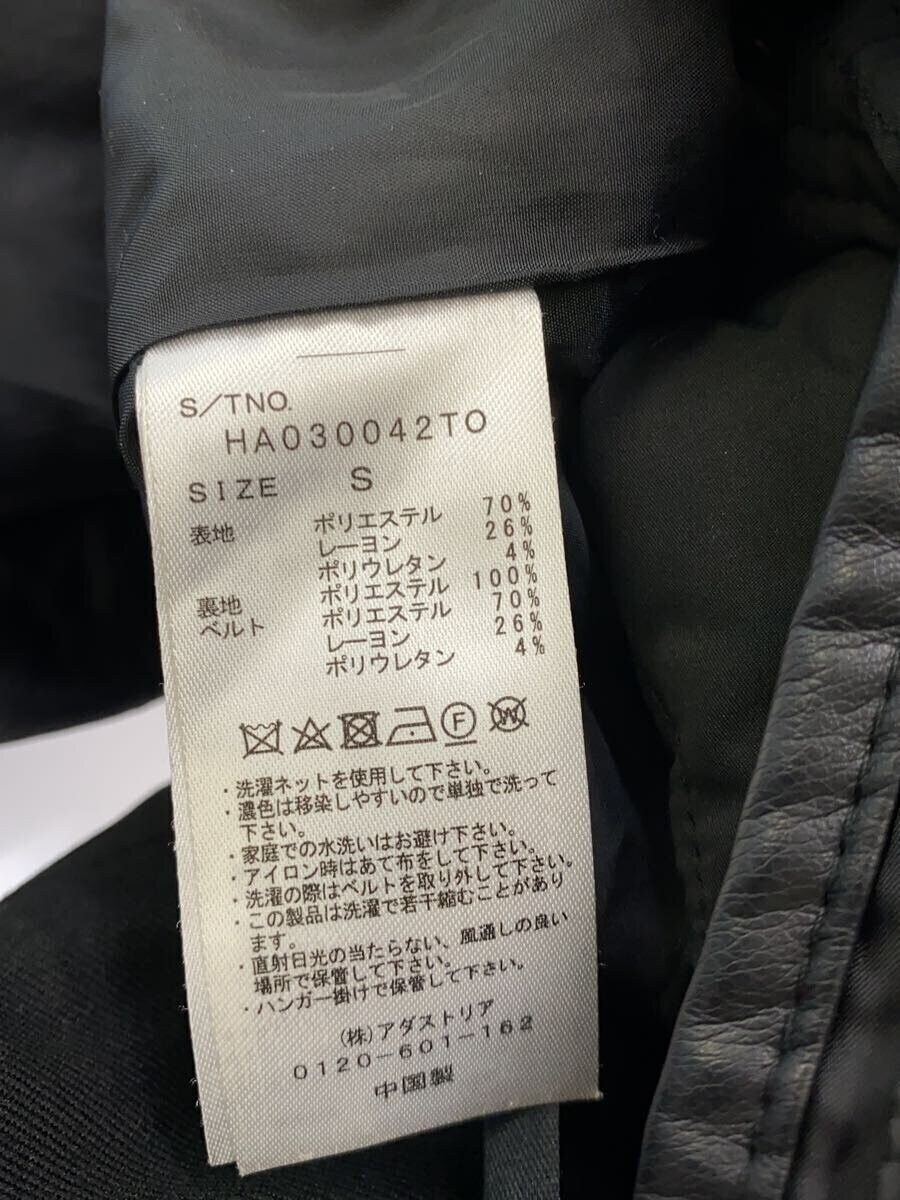 S/TNO.
HA030042TO
SIZE S
表地 ポリエステル 70%
レーヨン 26%
ポリウレタン 4%
裏地 ポリエステル 100%
ベルト ポリエステル 70%
レーヨン 26%
ポリウレタン 4%
F W
・洗濯ネットを使用して下さい。
・濃色は移染しやすいので単独で洗って
下さい。
・家庭での水洗いはお避け下さい。
・アイロン時はあて布をして下さい。
・洗濯の際はベルトを取り外して下さい。
・この製品は洗濯で若干縮むことがあり
ます。
・直射日光の当たらない、風通しの良い
場所で保管して下さい。
・ハンガー掛けで保管して下さい。
(株)アダストリア
0120-601-162
中国製